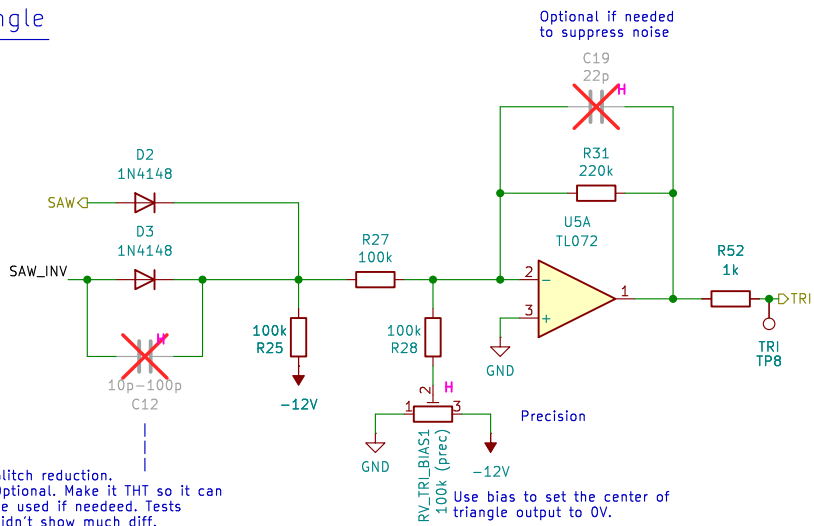 ngle
Optional if needed
to suppress noise
C19
22p
H
R31
220k
D2
1N4148
SAW
D3
1N4148
SAW_INV
R27
100k
U5A
TL072
2
-
3
+
1
R52
1k
TRI
TRI
TP8
GND
100k
R25
-12V
100k
R28
H
10p-100p
C12
2
H
1
3
GND
-12V
RV_TRI_BIAS1
100k (prec)
Precision
Use bias to set the center of
triangle output to 0V.
litch reduction.
ptional. Make it THT so it can
e used if needeed. Tests
idn't show much diff.